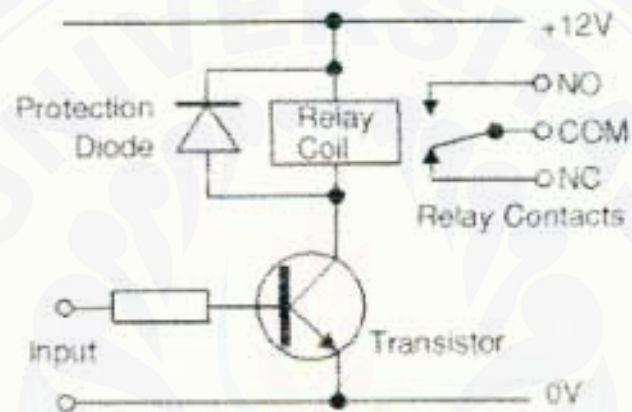 +12V
Protection
Diode
Relay
Coil
NO
COM
NC
Relay Contacts
Input
Transistor
0V